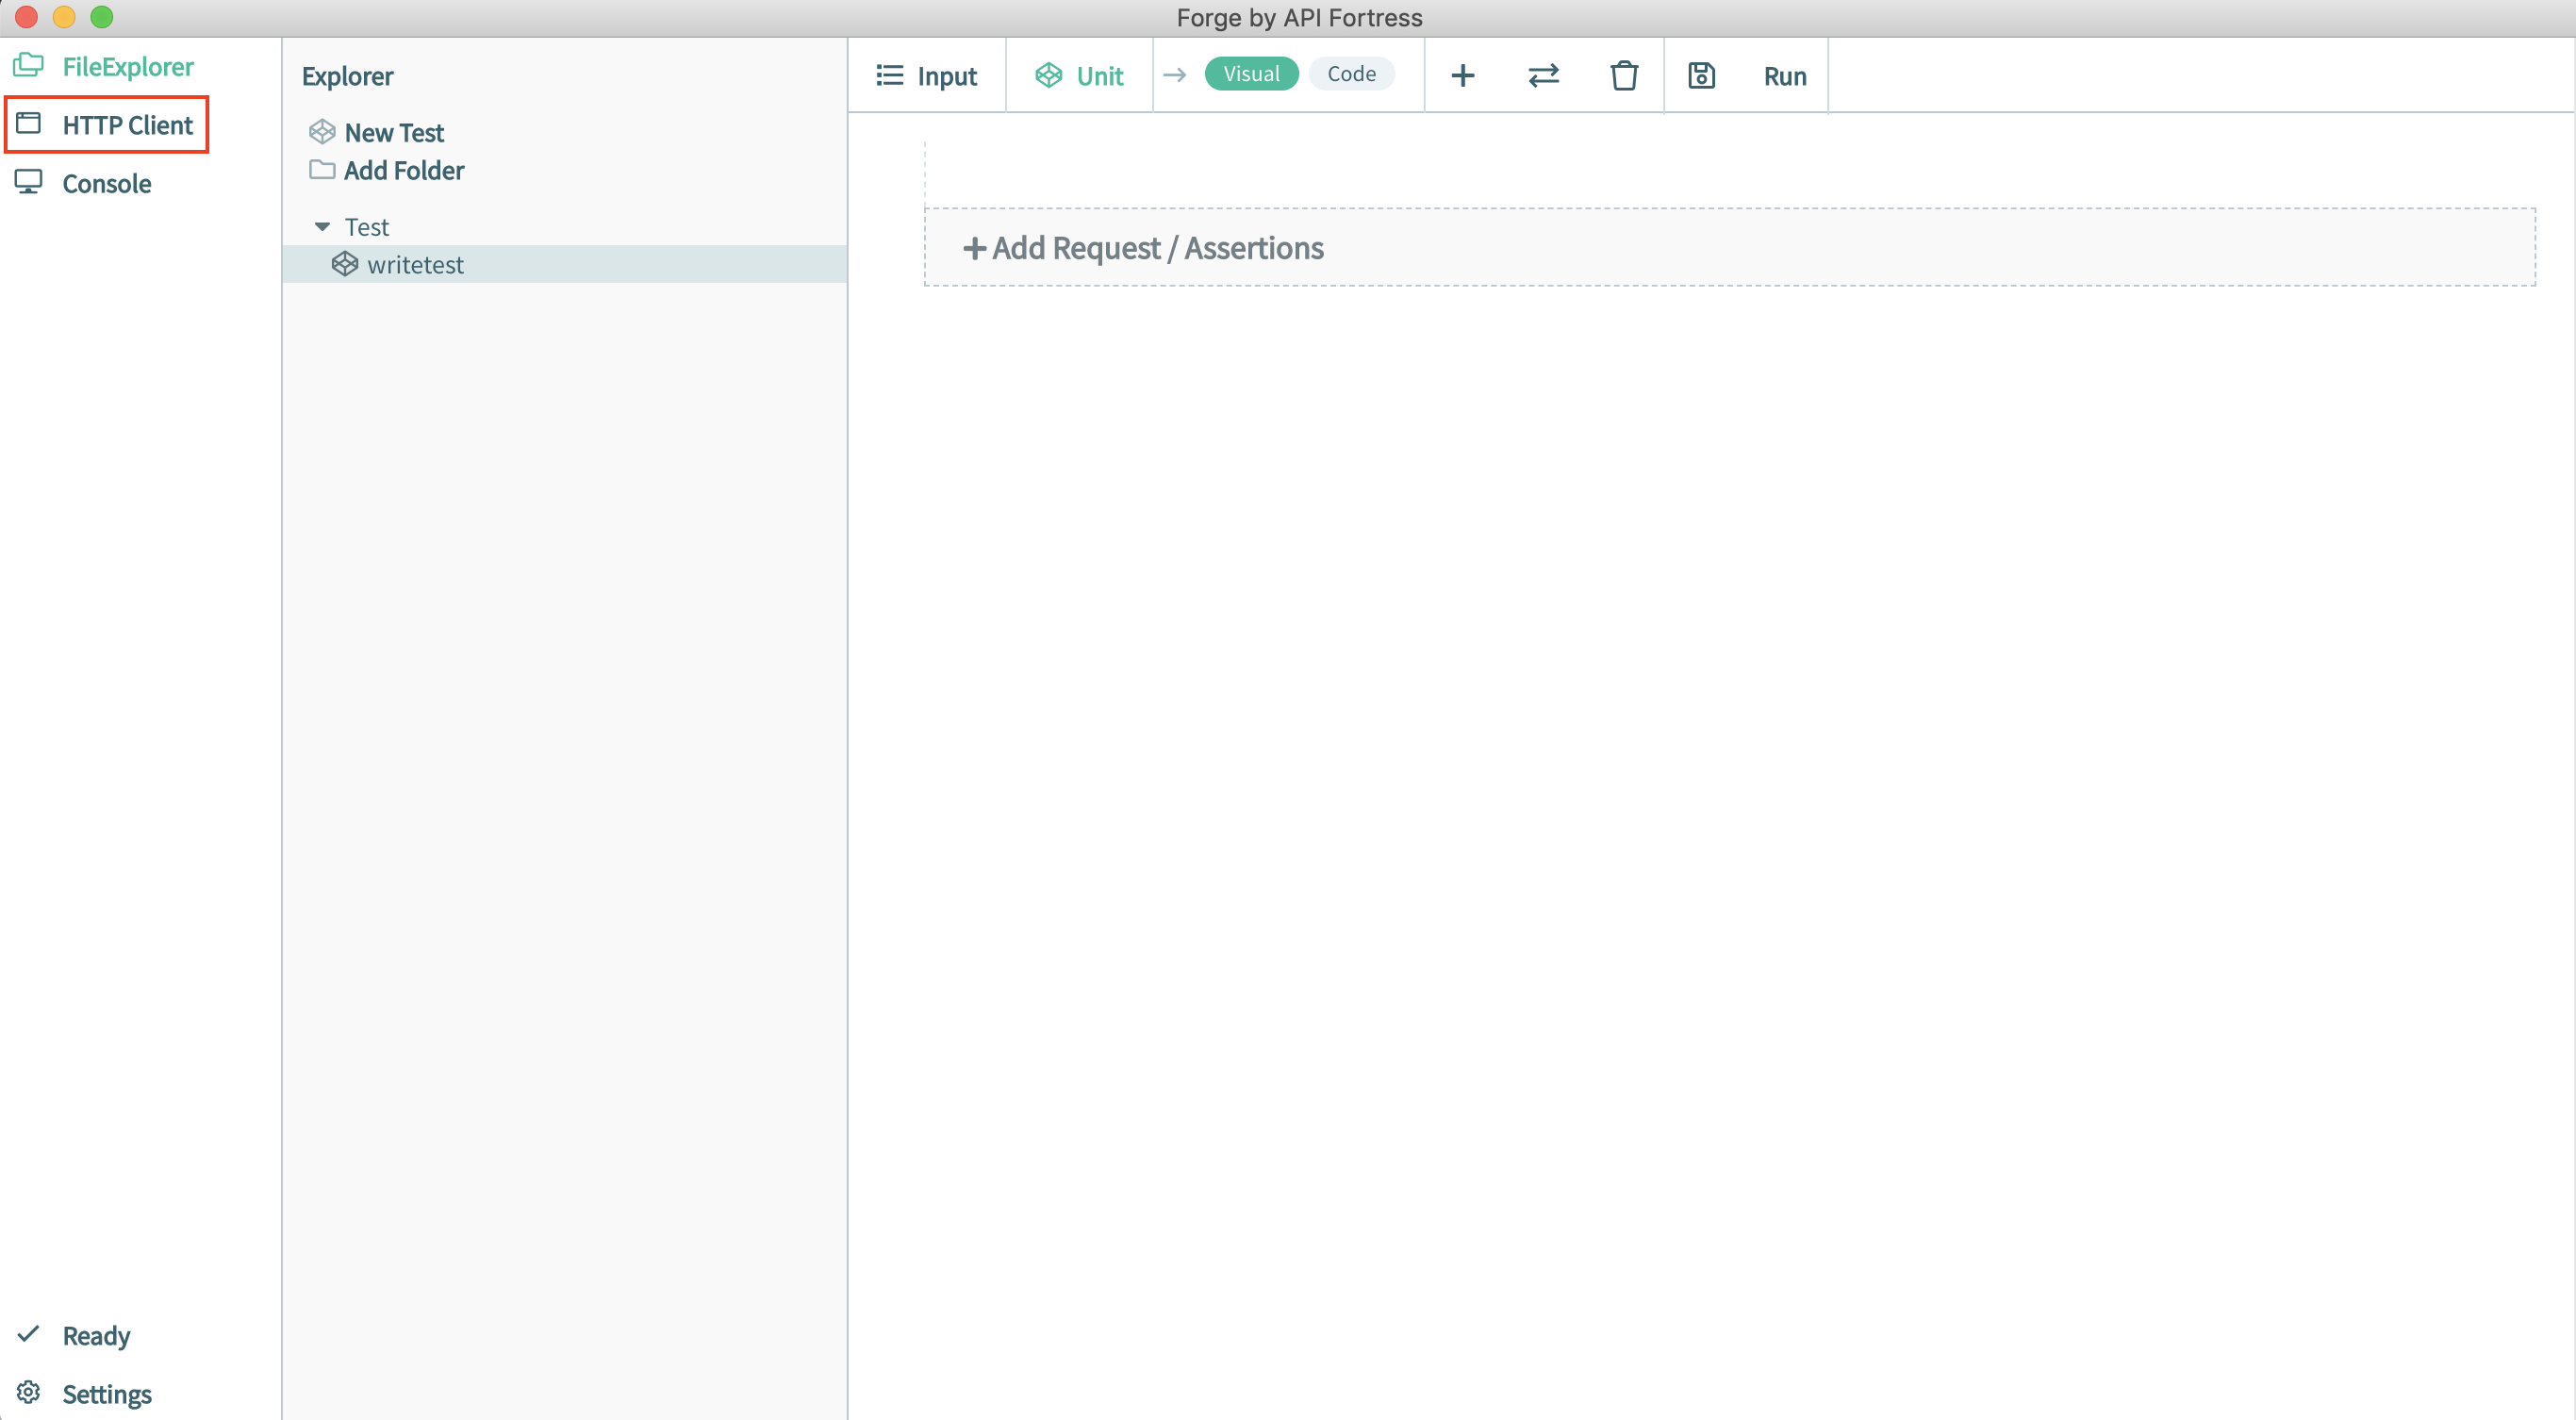 Forge by API Fortress
FileExplorer
HTTP Client
Console
Ready
Settings
Explorer
New Test
Add Folder
Test
writetest
Input
Unit
Visual
Code
Run
+ Add Request / Assertions